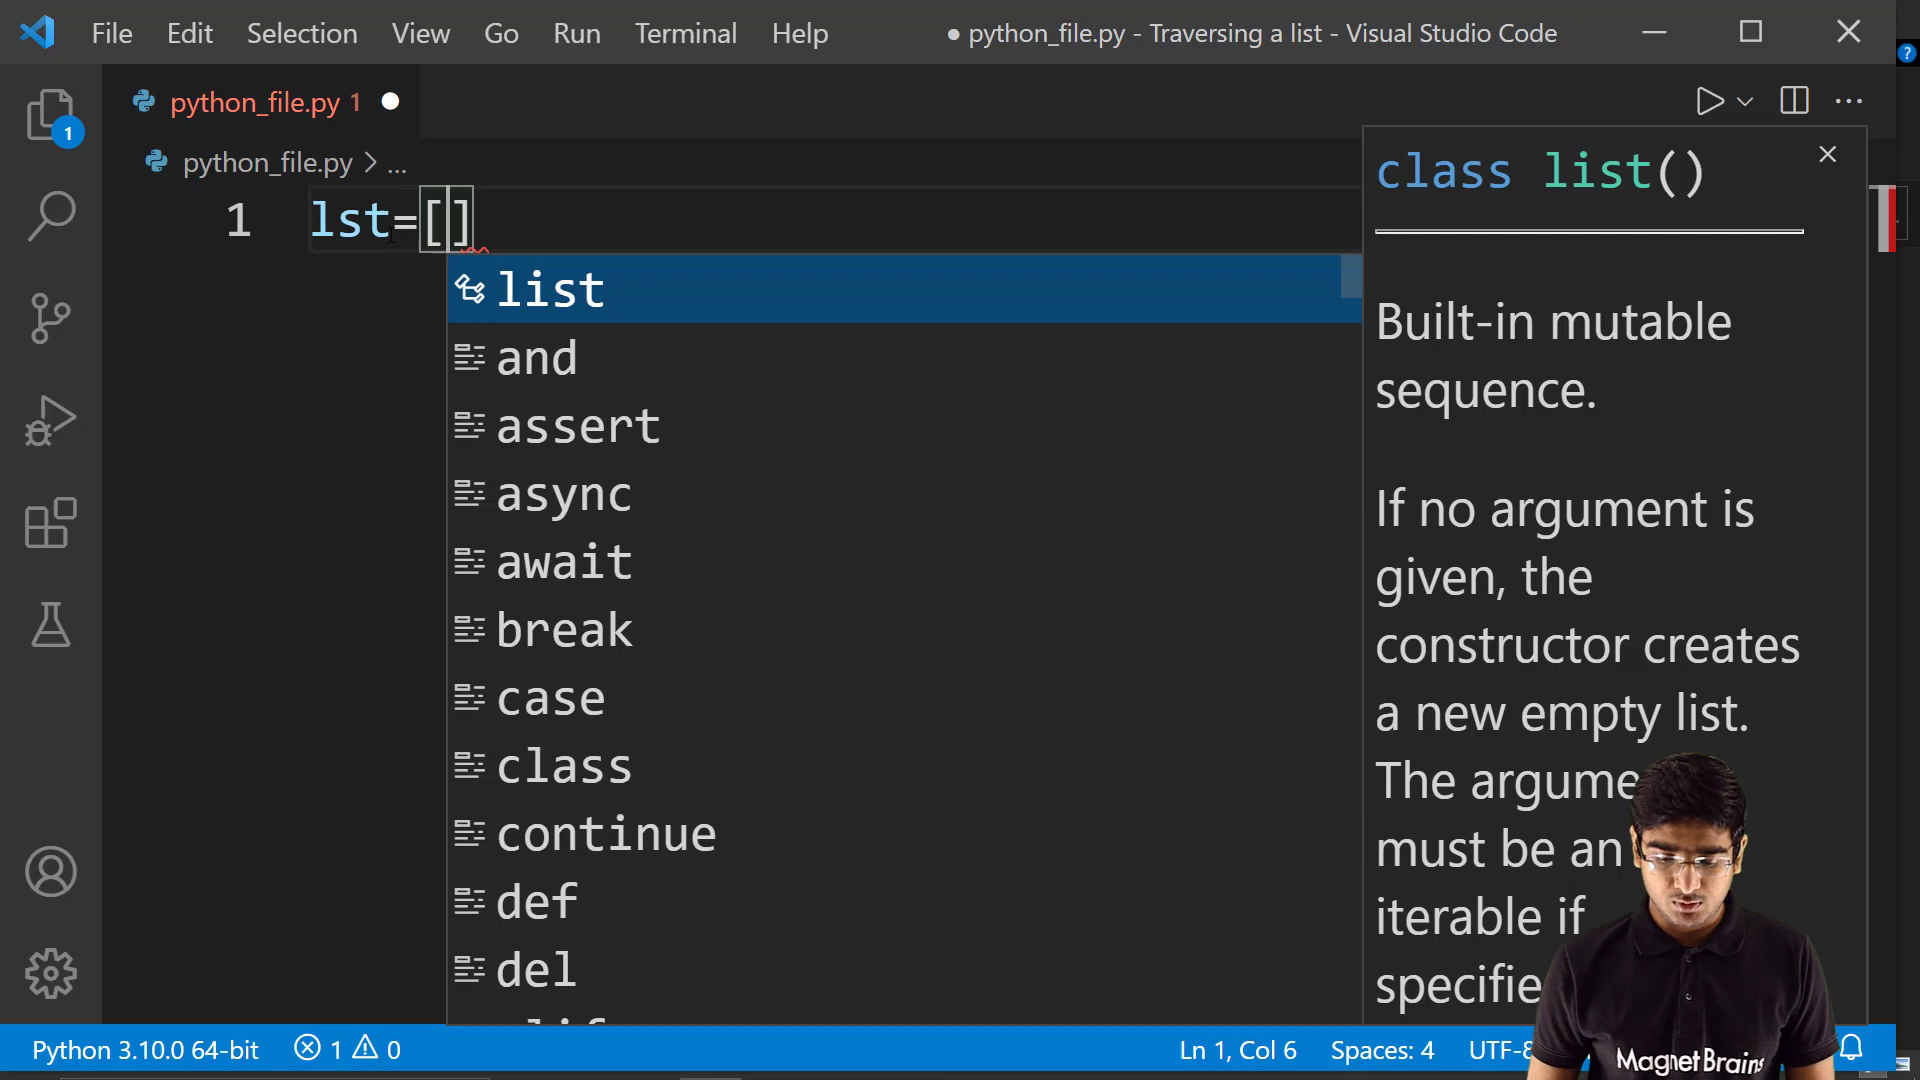 File Edit Selection View Go Run Terminal Help ● python_file.py - Traversing a list - Visual Studio Code
?
python_file.py 1
1
python_file.py > ...
1 lst=[]
class list()
list
and
assert
async
await
break
case
class
continue
def
del
Built-in mutable
sequence.
If no argument is
given, the
constructor creates
a new empty list.
The argume
must be an
iterable if
specifie
Python 3.10.0 64-bit 1 0 Ln 1, Col 6 Spaces: 4 UTF-8
MagnetBrains